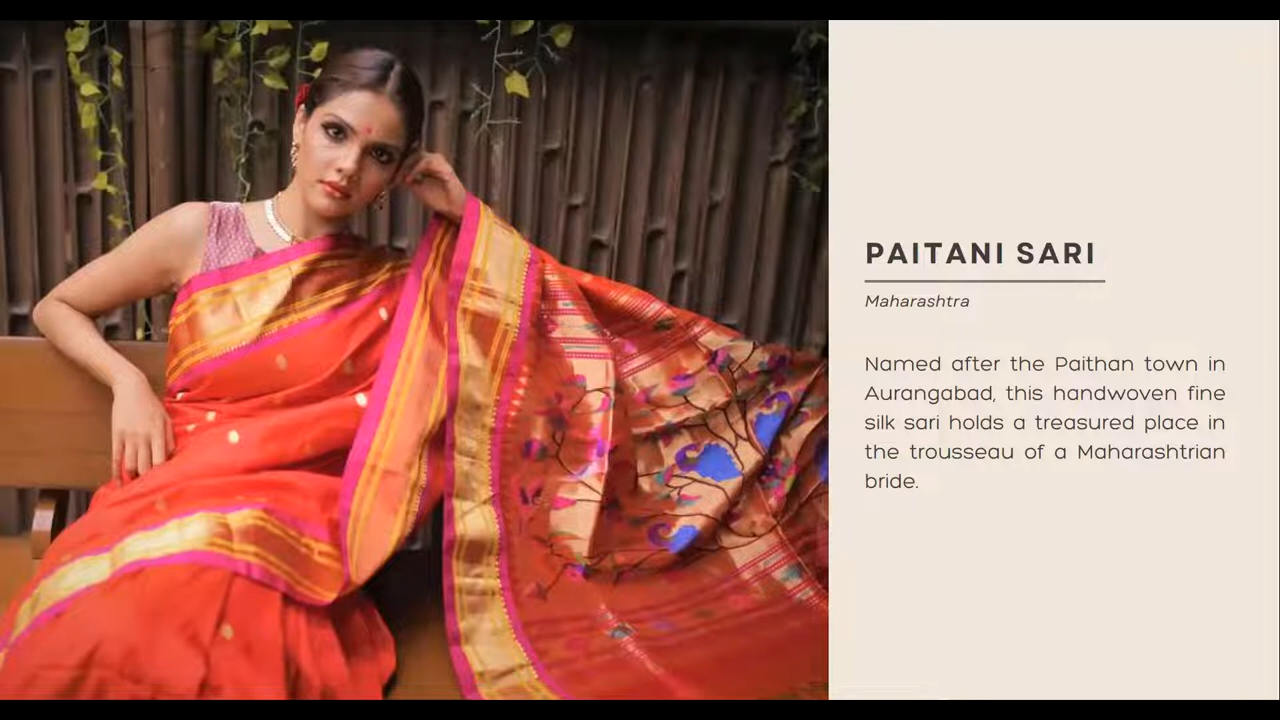 PAITANI SARI
Maharashtra
Named after the Paithan town in
Aurangabad, this handwoven fine
silk sari holds a treasured place in
the trousseau of a Maharashtrian
bride.